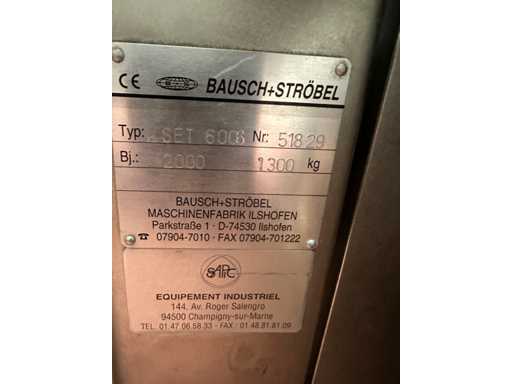 CE BAUSCH+STRÖBEL
Typ: SET 6008 Nr. 51829
Bj.: 2000 1300 kg
BAUSCH+STRÖBEL
MASCHINENFABRIK ILSHOFEN
Parkstraße 1 · D-74530 Ilshofen
☎ 07904-7010 · FAX 07904-701222
SAPIC
EQUIPEMENT INDUSTRIEL
144, Av. Roger Salengro
94500 Champigny-sur-Marne
TEL. 01.47.06.58.33 - FAX : 01.48.81.81.09